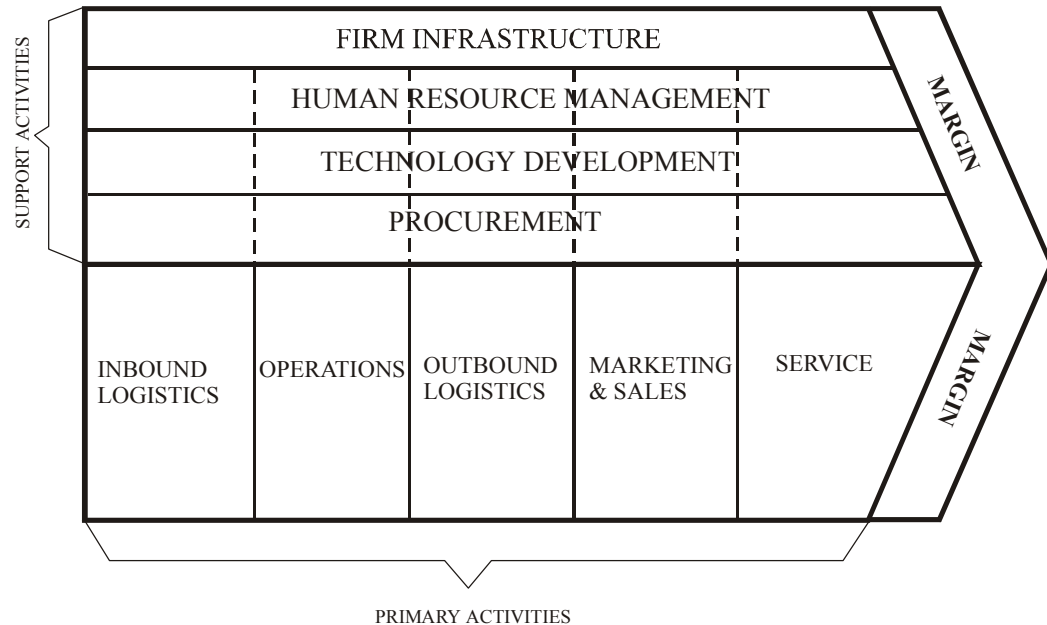 FIRM INFRASTRUCTURE
HUMAN RESOURCE MANAGEMENT
TECHNOLOGY DEVELOPMENT
PROCUREMENT
SUPPORT ACTIVITIES
MARGIN
INBOUND
LOGISTICS
OPERATIONS
OUTBOUND
LOGISTICS
MARKETING
& SALES
SERVICE
MARGIN
PRIMARY ACTIVITIES